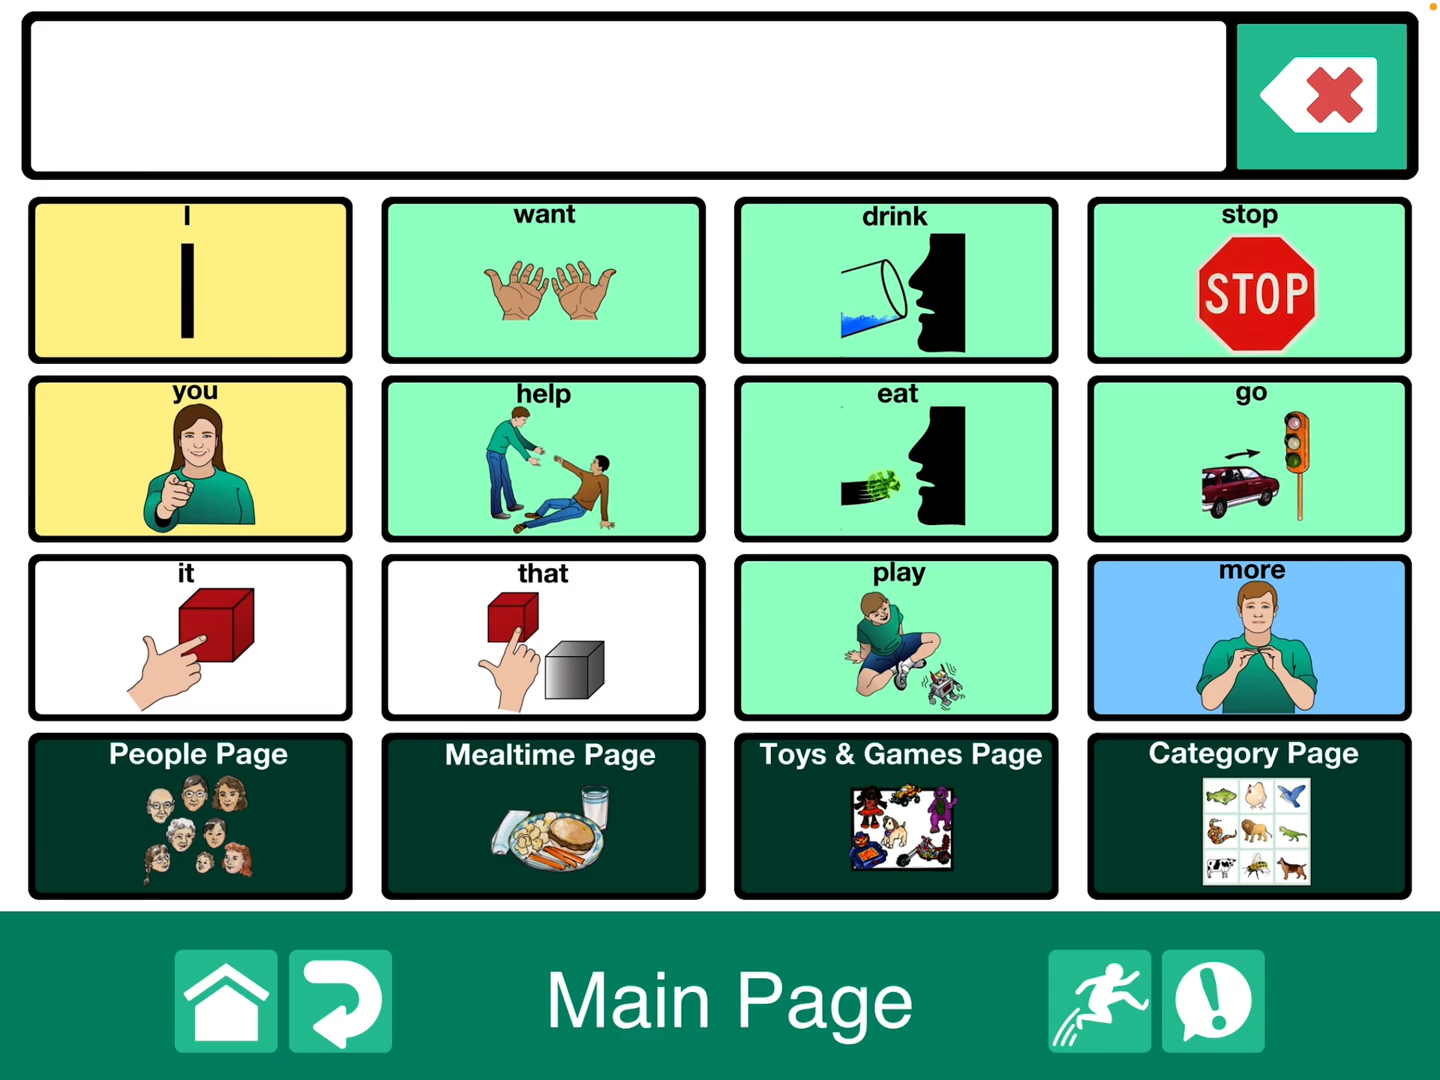 I
want
drink
stop
STOP
you
help
eat
go
it
that
play
more
People Page
Mealtime Page
Toys & Games Page
Category Page
Main Page